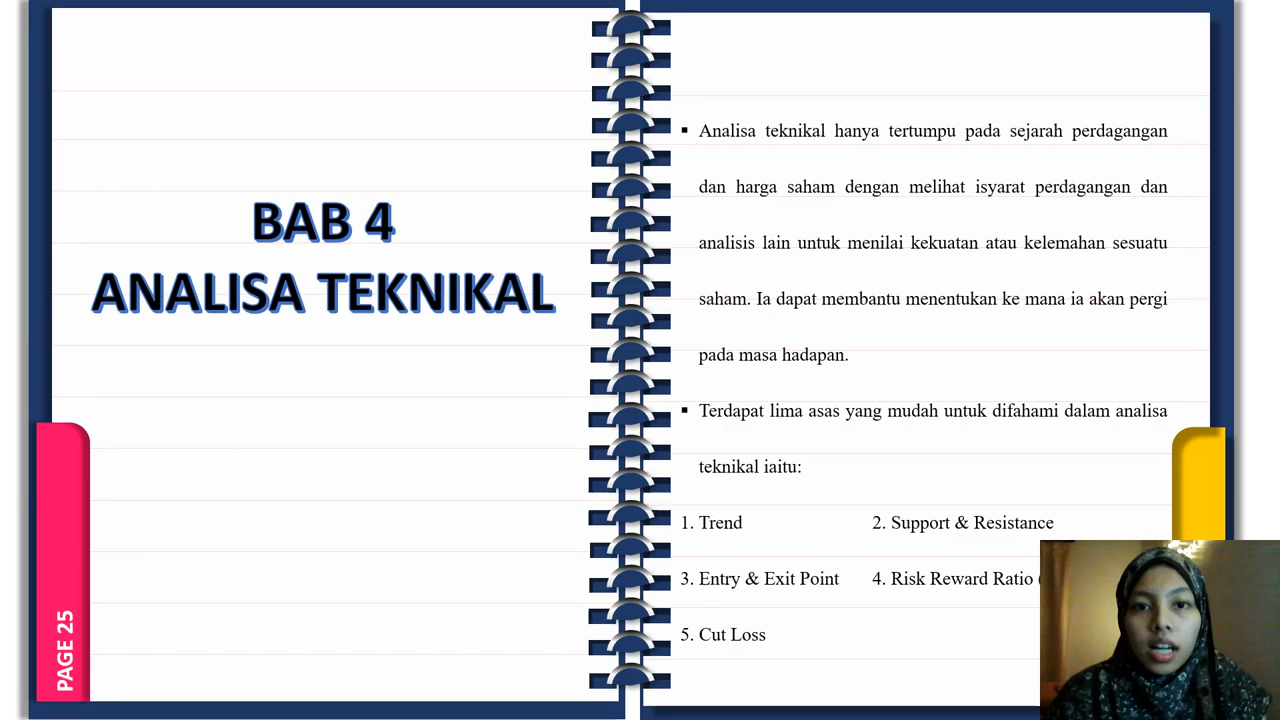 BAB 4
ANALISA TEKNIKAL
PAGE 25
▪ Analisa teknikal hanya tertumpu pada sejarah perdagangan
dan harga saham dengan melihat isyarat perdagangan dan
analisis lain untuk menilai kekuatan atau kelemahan sesuatu
saham. Ia dapat membantu menentukan ke mana ia akan pergi
pada masa hadapan.
▪ Terdapat lima asas yang mudah untuk difahami dalam analisa
teknikal iaitu:
1. Trend 2. Support & Resistance
3. Entry & Exit Point 4. Risk Reward Ratio
5. Cut Loss